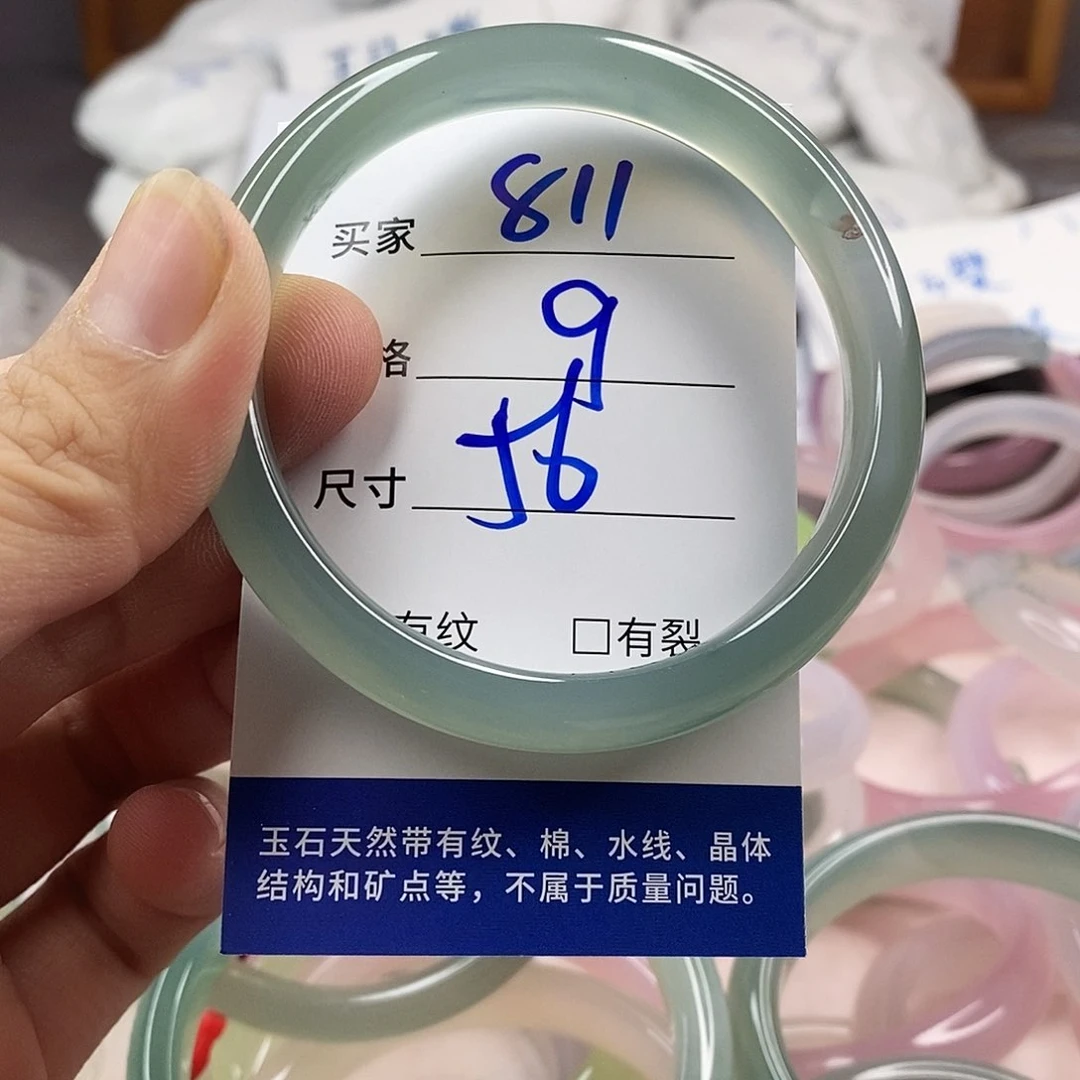 买家 811
格 9
尺寸 56
有纹 □有裂
玉石天然带有纹、棉、水线、晶体
结构和矿点等，不属于质量问题。